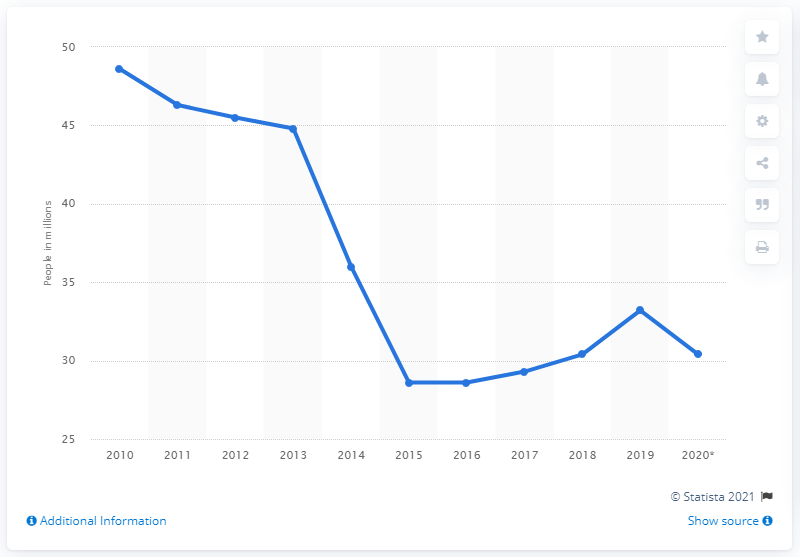 50
45
40
35
30
25
People in millions
2010 2011 2012 2013 2014 2015 2016 2017 2018 2019 2020*
© Statista 2021
Additional Information
Show source